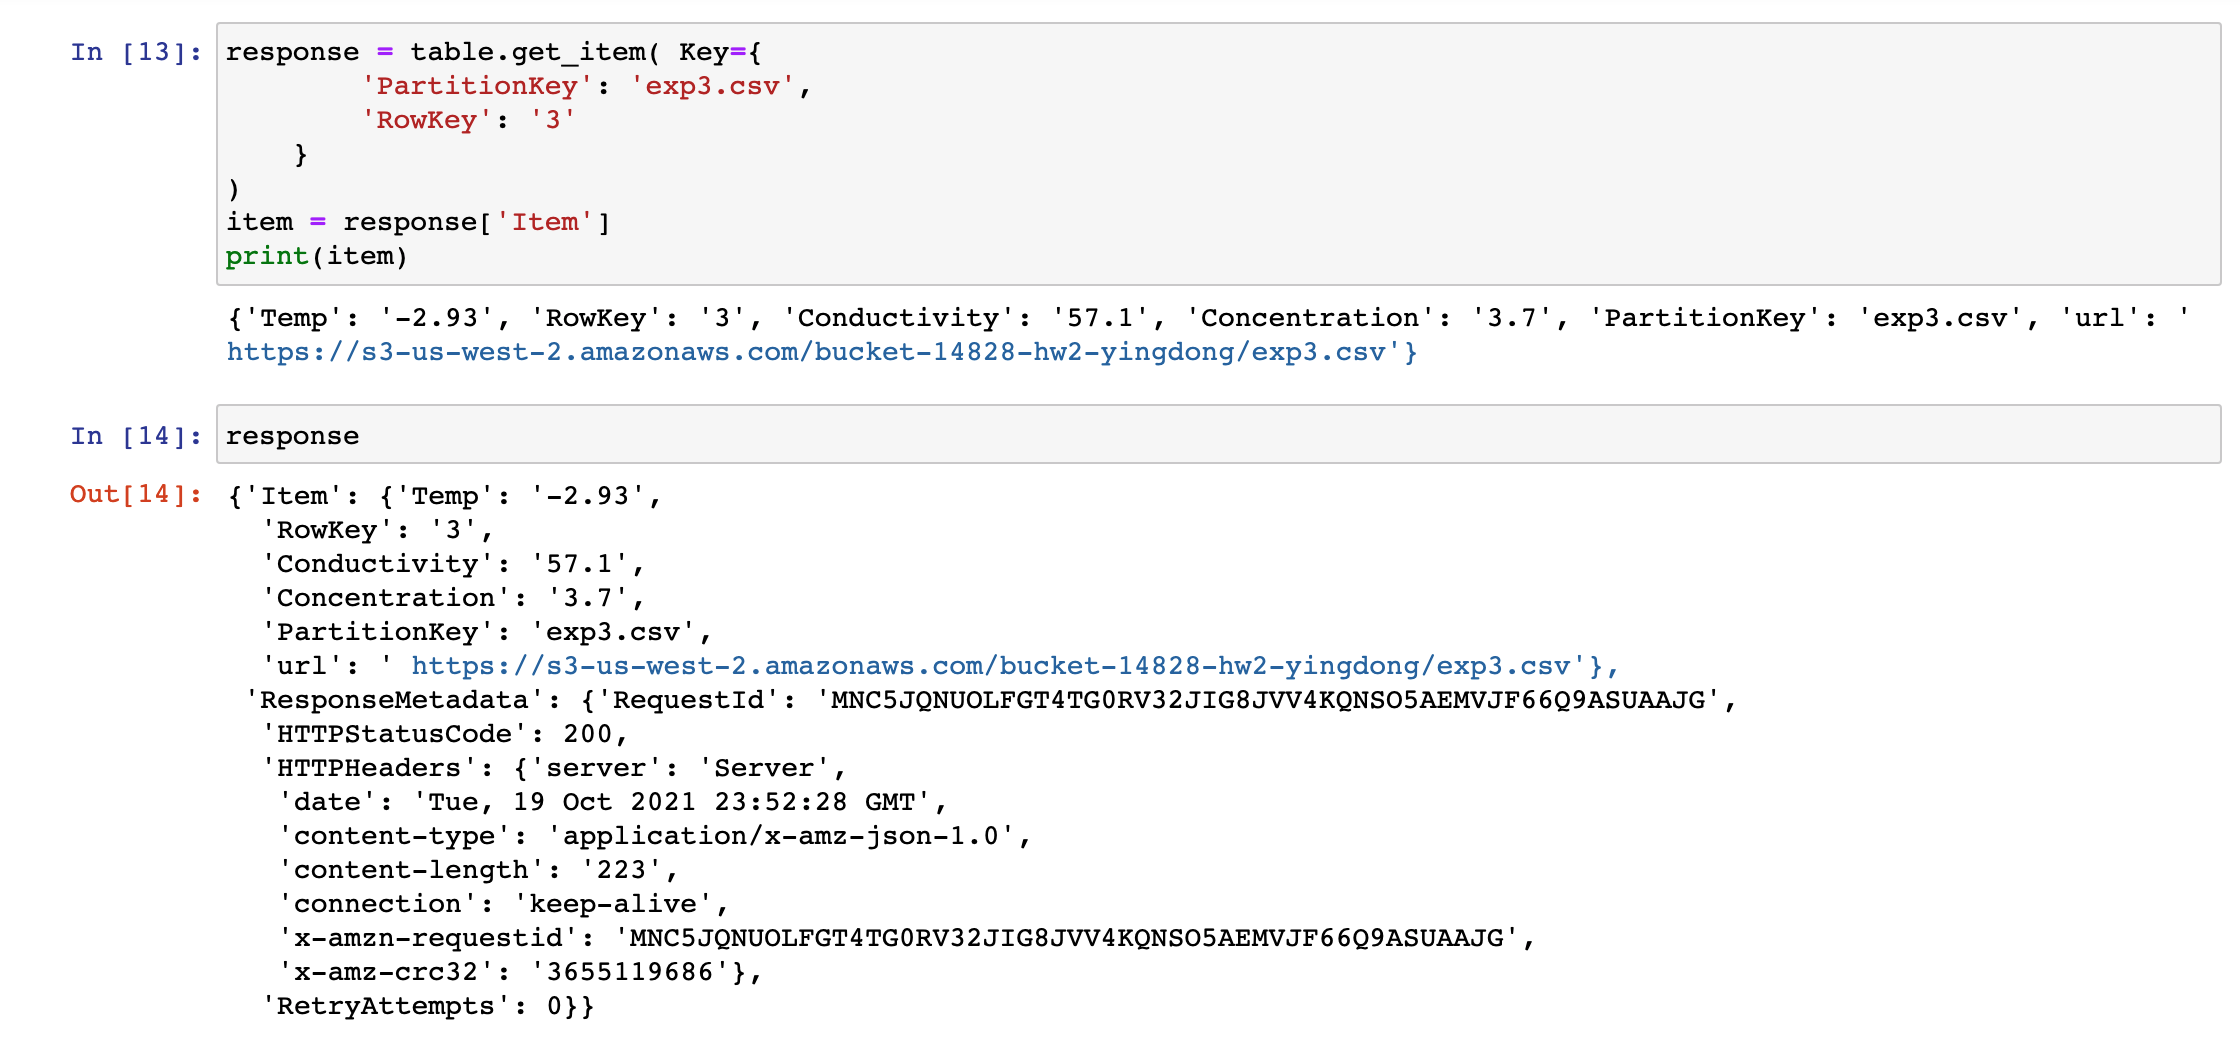 In [13]: response = table.get_item( Key={
        'PartitionKey': 'exp3.csv',
        'RowKey': '3'
    }
)
item = response['Item']
print(item)
{'Temp': '-2.93', 'RowKey': '3', 'Conductivity': '57.1', 'Concentration': '3.7', 'PartitionKey': 'exp3.csv', 'url': '
https://s3-us-west-2.amazonaws.com/bucket-14828-hw2-yingdong/exp3.csv'}
In [14]: response
Out[14]: {'Item': {'Temp': '-2.93',
  'RowKey': '3',
  'Conductivity': '57.1',
  'Concentration': '3.7',
  'PartitionKey': 'exp3.csv',
  'url': ' https://s3-us-west-2.amazonaws.com/bucket-14828-hw2-yingdong/exp3.csv'},
 'ResponseMetadata': {'RequestId': 'MNC5JQNUOLFGT4TG0RV32JIG8JVV4KQNSO5AEMVJF66Q9ASUAAJG',
  'HTTPStatusCode': 200,
  'HTTPHeaders': {'server': 'Server',
   'date': 'Tue, 19 Oct 2021 23:52:28 GMT',
   'content-type': 'application/x-amz-json-1.0',
   'content-length': '223',
   'connection': 'keep-alive',
   'x-amzn-requestid': 'MNC5JQNUOLFGT4TG0RV32JIG8JVV4KQNSO5AEMVJF66Q9ASUAAJG',
   'x-amz-crc32': '3655119686'},
  'RetryAttempts': 0}}